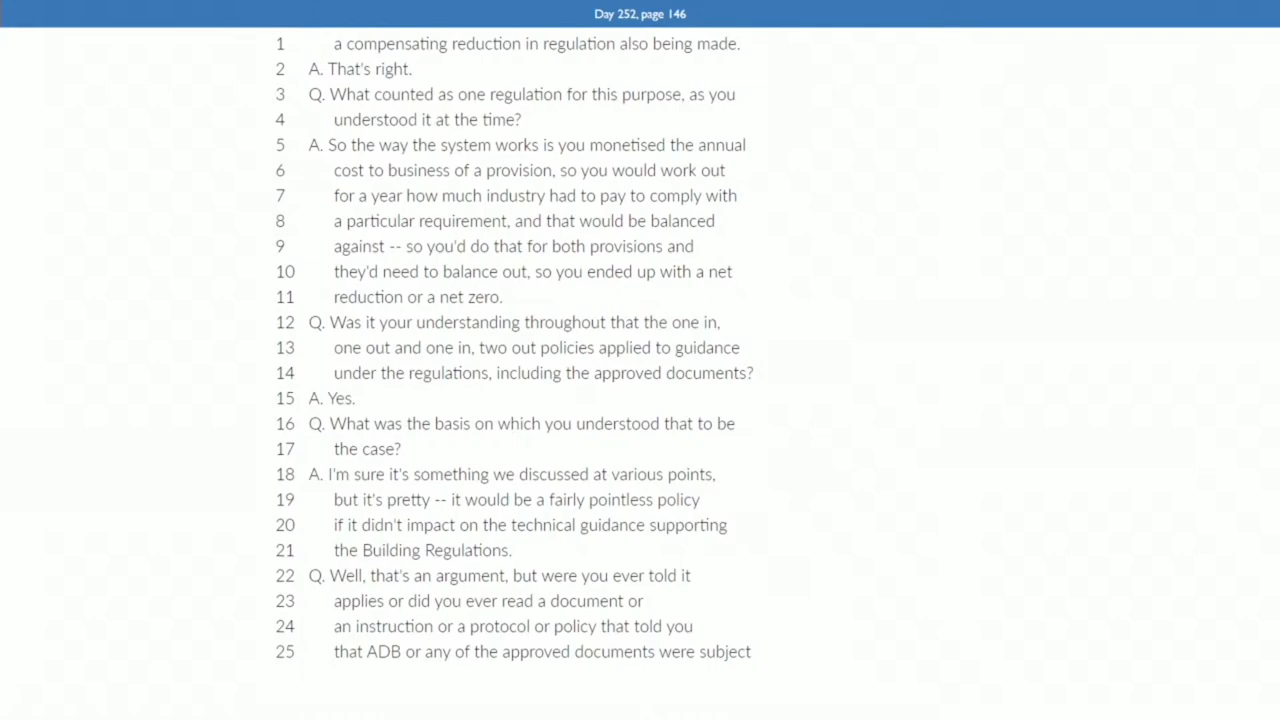 Day 252, page 146
1 a compensating reduction in regulation also being made.
2 A. That's right.
3 Q. What counted as one regulation for this purpose, as you
4 understood it at the time?
5 A. So the way the system works is you monetised the annual
6 cost to business of a provision, so you would work out
7 for a year how much industry had to pay to comply with
8 a particular requirement, and that would be balanced
9 against -- so you'd do that for both provisions and
10 they'd need to balance out, so you ended up with a net
11 reduction or a net zero.
12 Q. Was it your understanding throughout that the one in,
13 one out and one in, two out policies applied to guidance
14 under the regulations, including the approved documents?
15 A. Yes.
16 Q. What was the basis on which you understood that to be
17 the case?
18 A. I'm sure it's something we discussed at various points,
19 but it's pretty -- it would be a fairly pointless policy
20 if it didn't impact on the technical guidance supporting
21 the Building Regulations.
22 Q. Well, that's an argument, but were you ever told it
23 applies or did you ever read a document or
24 an instruction or a protocol or policy that told you
25 that ADB or any of the approved documents were subject